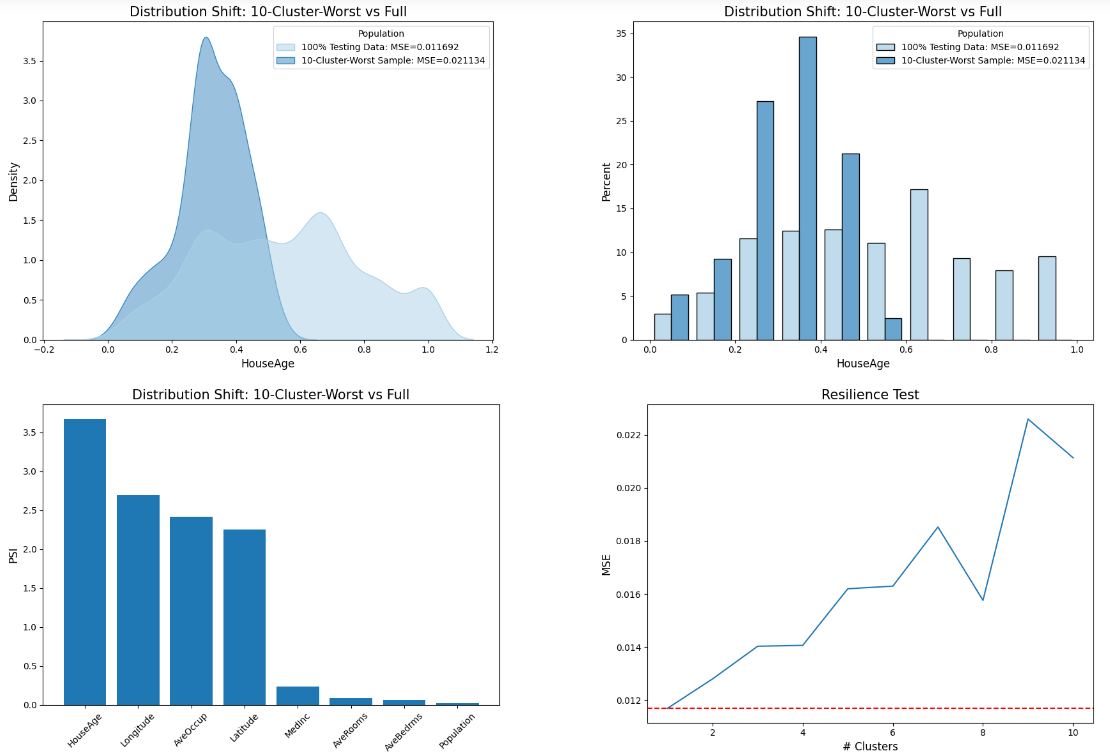 Distribution Shift: 10-Cluster-Worst vs Full
Population
100% Testing Data: MSE=0.011692
10-Cluster-Worst Sample: MSE=0.021134
Density
3.5
3.0
2.5
2.0
1.5
1.0
0.5
0.0
−0.2 0.0 0.2 0.4 0.6 0.8 1.0 1.2
HouseAge
Distribution Shift: 10-Cluster-Worst vs Full
Population
100% Testing Data: MSE=0.011692
10-Cluster-Worst Sample: MSE=0.021134
Percent
35
30
25
20
15
10
5
0
0.0 0.2 0.4 0.6 0.8 1.0
HouseAge
Distribution Shift: 10-Cluster-Worst vs Full
PSI
3.5
3.0
2.5
2.0
1.5
1.0
0.5
0.0
HouseAge
Longitude
AveOccup
Latitude
MedInc
AveRooms
AveBedrms
Population
Resilience Test
MSE
0.022
0.020
0.018
0.016
0.014
0.012
2 4 6 8 10
# Clusters